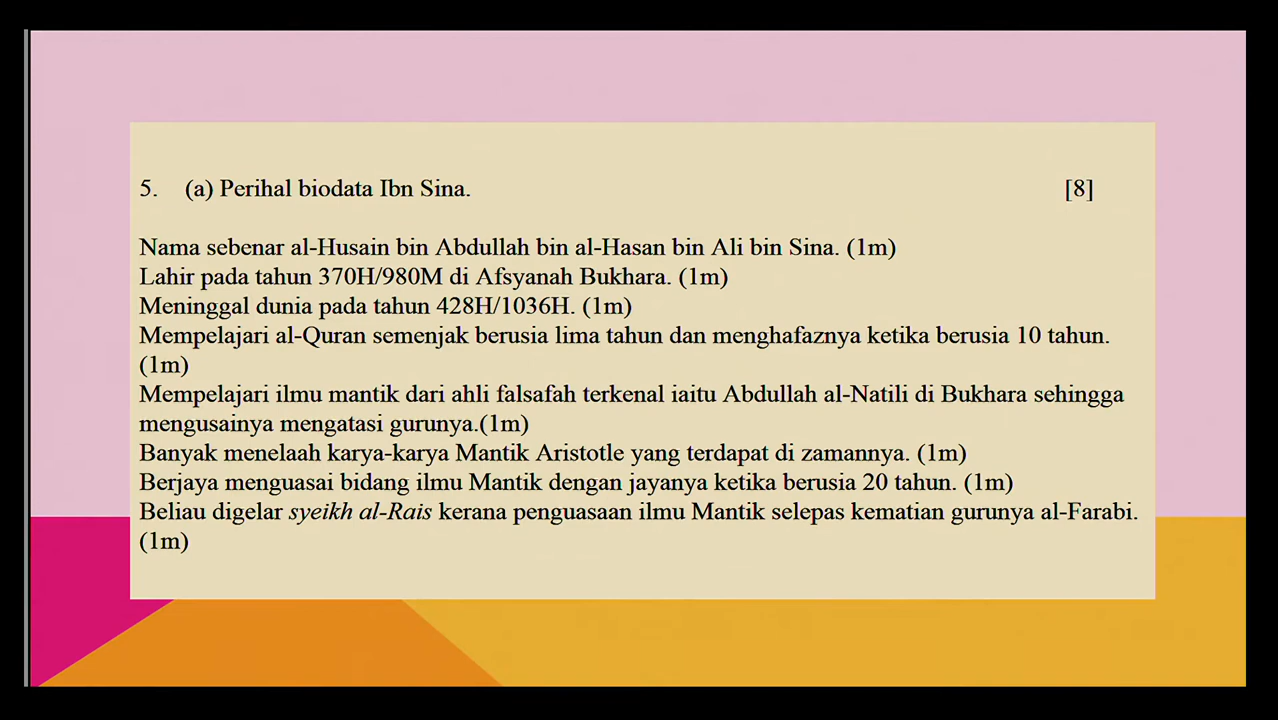 5. (a) Perihal biodata Ibn Sina. [8]
Nama sebenar al-Husain bin Abdullah bin al-Hasan bin Ali bin Sina. (1m)
Lahir pada tahun 370H/980M di Afsyanah Bukhara. (1m)
Meninggal dunia pada tahun 428H/1036H. (1m)
Mempelajari al-Quran semenjak berusia lima tahun dan menghafaznya ketika berusia 10 tahun.
(1m)
Mempelajari ilmu mantik dari ahli falsafah terkenal iaitu Abdullah al-Natili di Bukhara sehingga
mengusainya mengatasi gurunya.(1m)
Banyak menelaah karya-karya Mantik Aristotle yang terdapat di zamannya. (1m)
Berjaya menguasai bidang ilmu Mantik dengan jayanya ketika berusia 20 tahun. (1m)
Beliau digelar syeikh al-Rais kerana penguasaan ilmu Mantik selepas kematian gurunya al-Farabi.
(1m)